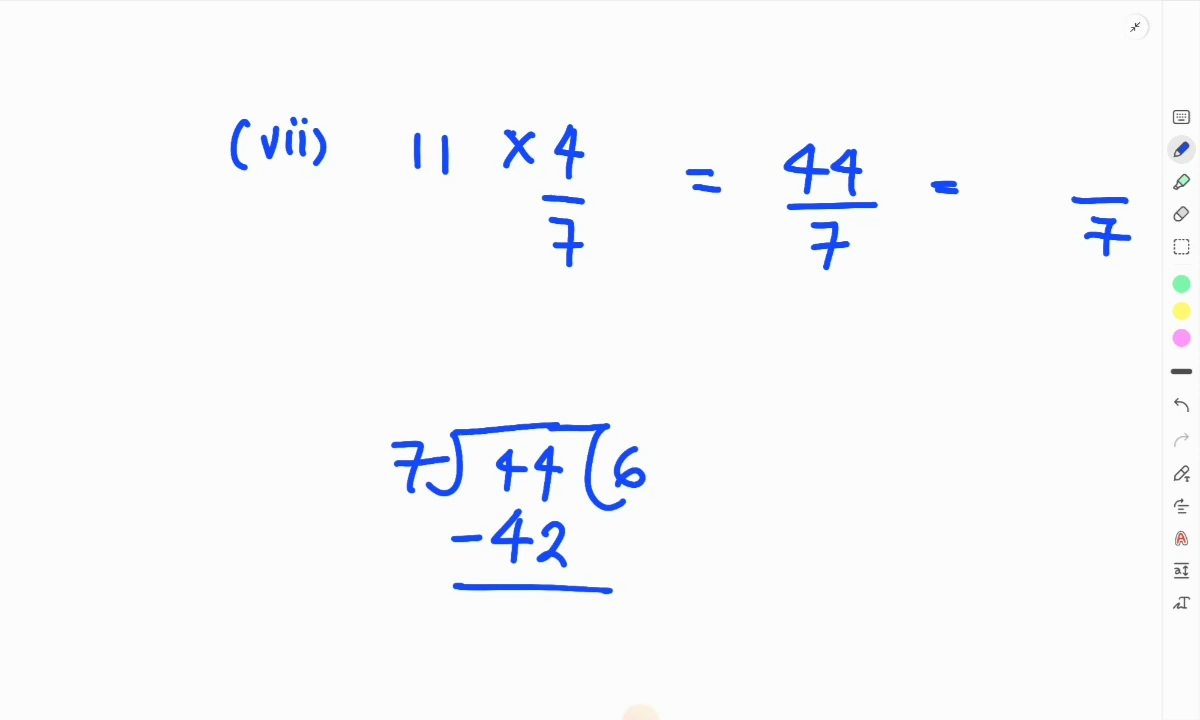 (vii) 11 × 4/7 = 44/7 = /7
7 44 6
-42